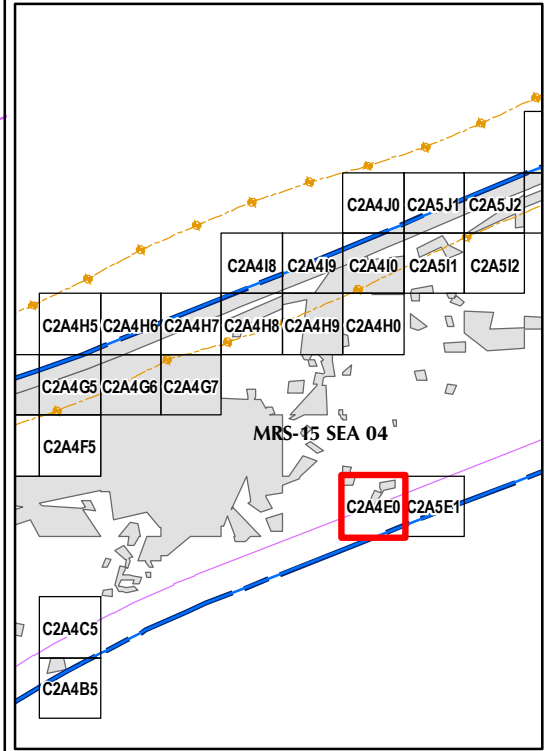 C2A4J0 C2A5J1 C2A5J2
C2A4I8 C2A4I9 C2A4I0 C2A5I1 C2A5I2
C2A4H5 C2A4H6 C2A4H7 C2A4H8 C2A4H9 C2A4H0
C2A4G5 C2A4G6 C2A4G7
C2A4F5
MRS-15 SEA 04
C2A4E0 C2A5E1
C2A4C5
C2A4B5